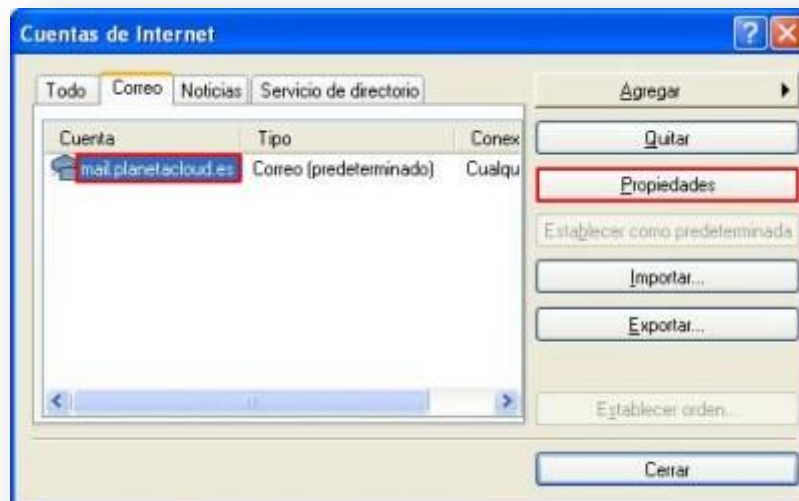 Cuentas de Internet
Todo Correo Noticias Servicio de directorio
Cuenta Tipo Conex
mail.planetacloud.es Correo (predeterminado) Cualqu
Agregar
Quitar
Propiedades
Establecer como predeterminada
Importar...
Exportar...
Establecer orden...
Cerrar